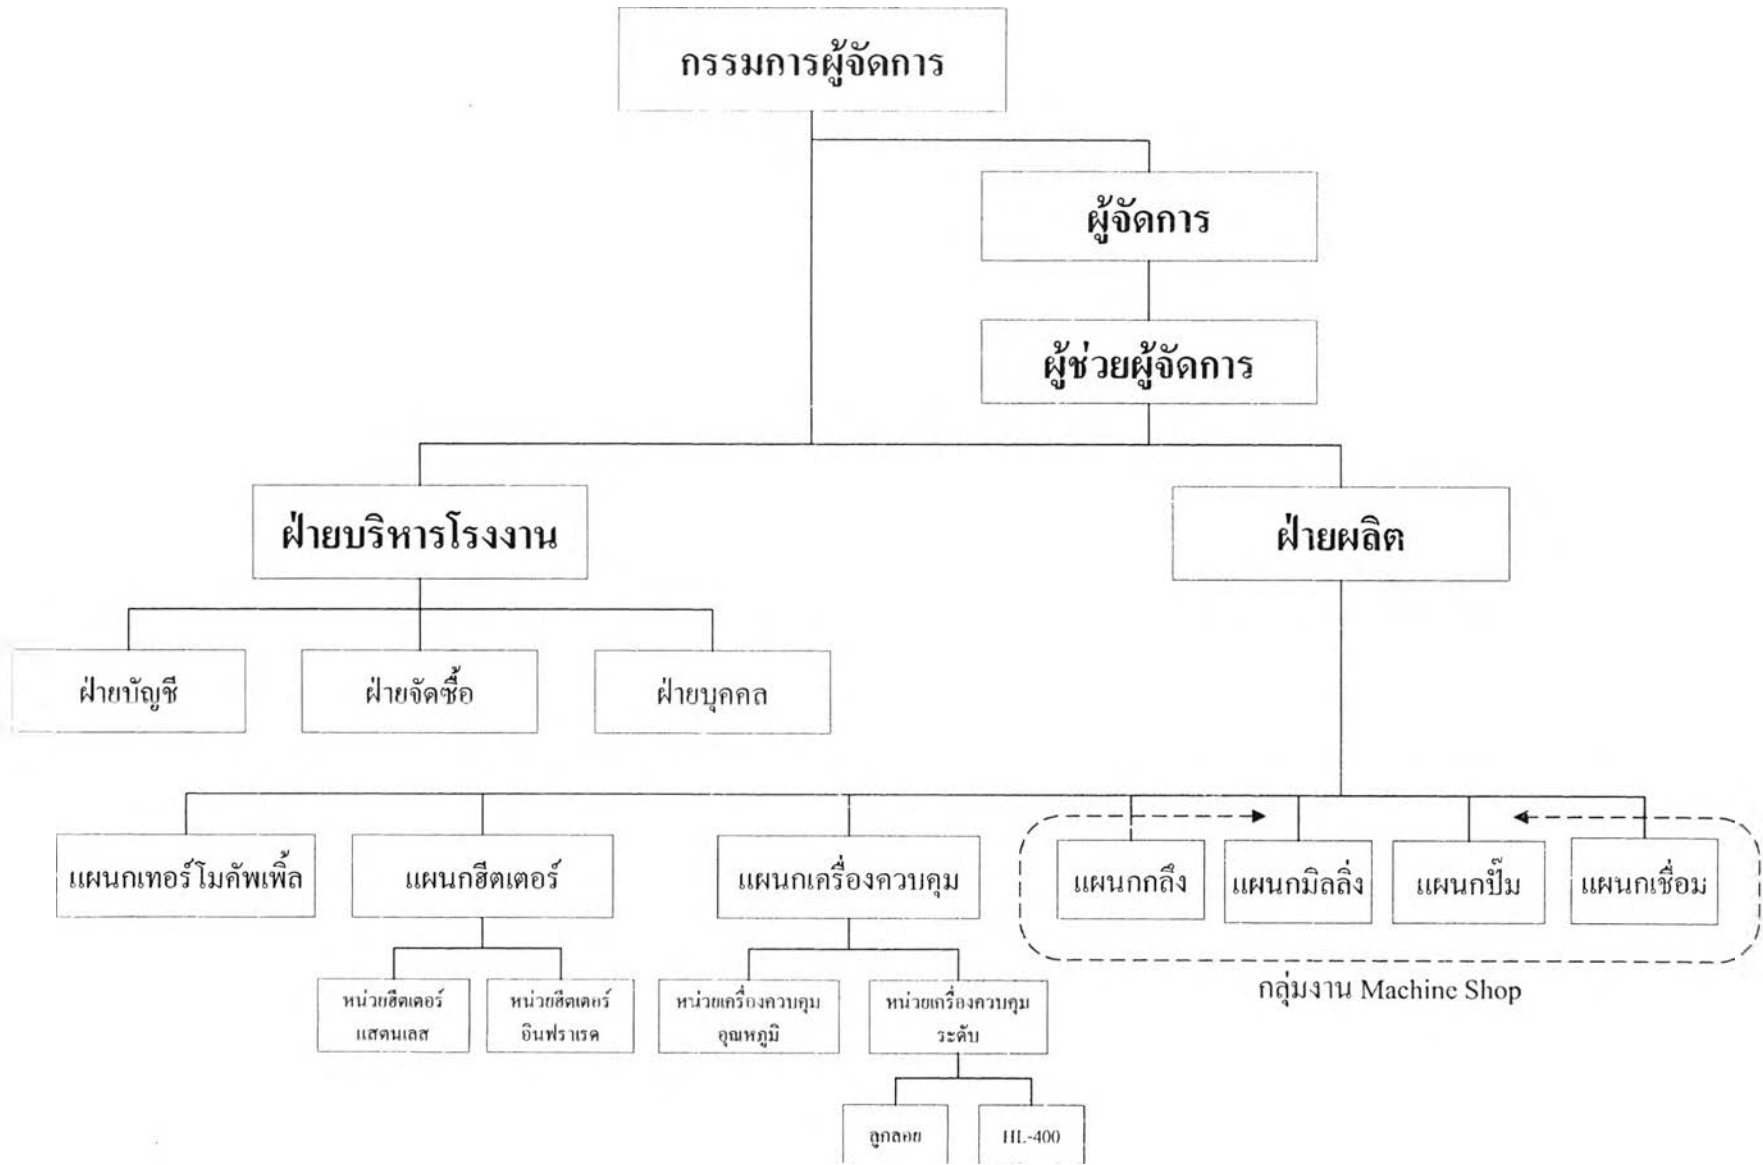 กรรมการผู้จัดการ
ผู้จัดการ
ผู้ช่วยผู้จัดการ
ฝ่ายบริหารโรงงาน
ฝ่ายผลิต
ฝ่ายบัญชี
ฝ่ายจัดซื้อ
ฝ่ายบุคคล
แผนกเทอร์โมคัพเพิ้ล
แผนกฮีตเตอร์
แผนกเครื่องควบคุม
แผนกกลึง
แผนกมิลลิ่ง
แผนกปั๊ม
แผนกเชื่อม
กลุ่มงาน Machine Shop
หน่วยฮีตเตอร์
แสตนเลส
หน่วยฮีตเตอร์
อินฟราเรด
หน่วยเครื่องควบคุม
อุณหภูมิ
หน่วยเครื่องควบคุม
ระดับ
ลูกลอย
HL-400